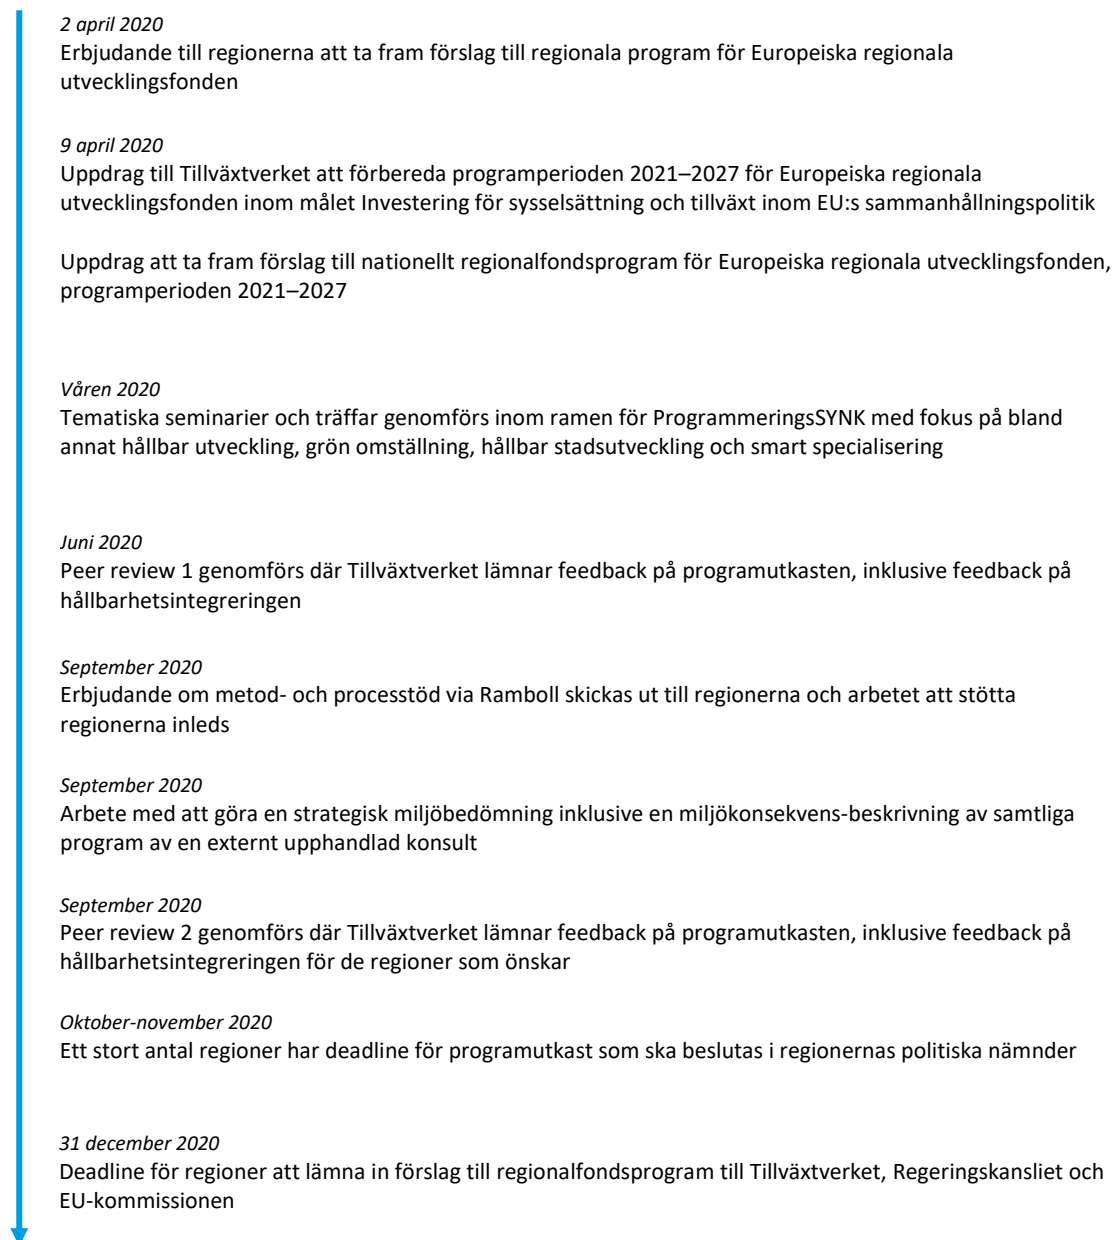 2 april 2020
Erbjudande till regionerna att ta fram förslag till regionala program för Europeiska regionala
utvecklingsfonden
9 april 2020
Uppdrag till Tillväxtverket att förbereda programperioden 2021–2027 för Europeiska regionala
utvecklingsfonden inom målet Investering för sysselsättning och tillväxt inom EU:s sammanhållningspolitik
Uppdrag att ta fram förslag till nationellt regionalfondsprogram för Europeiska regionala utvecklingsfonden,
programperioden 2021–2027
Våren 2020
Tematiska seminarier och träffar genomförs inom ramen för ProgrammeringsSYNK med fokus på bland
annat hållbar utveckling, grön omställning, hållbar stadsutveckling och smart specialisering
Juni 2020
Peer review 1 genomförs där Tillväxtverket lämnar feedback på programutkasten, inklusive feedback på
hållbarhetsintegreringen
September 2020
Erbjudande om metod- och processtöd via Ramboll skickas ut till regionerna och arbetet att stötta
regionerna inleds
September 2020
Arbete med att göra en strategisk miljöbedömning inklusive en miljökonsekvens-beskrivning av samtliga
program av en externt upphandlad konsult
September 2020
Peer review 2 genomförs där Tillväxtverket lämnar feedback på programutkasten, inklusive feedback på
hållbarhetsintegreringen för de regioner som önskar
Oktober-november 2020
Ett stort antal regioner har deadline för programutkast som ska beslutas i regionernas politiska nämnder
31 december 2020
Deadline för regioner att lämna in förslag till regionalfondsprogram till Tillväxtverket, Regeringskansliet och
EU-kommissionen